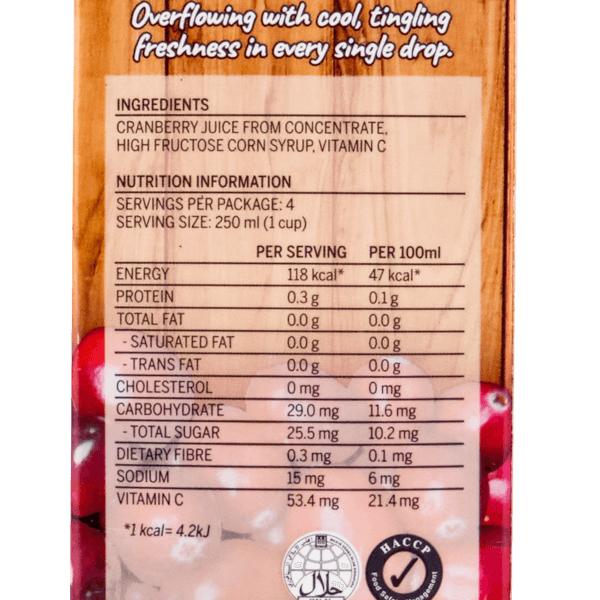 Overflowing with cool, tingling
freshness in every single drop.
INGREDIENTS
CRANBERRY JUICE FROM CONCENTRATE,
HIGH FRUCTOSE CORN SYRUP, VITAMIN C
NUTRITION INFORMATION
SERVINGS PER PACKAGE: 4
SERVING SIZE: 250 ml (1 cup)
PER SERVING PER 100ml
ENERGY 118 kcal* 47 kcal*
PROTEIN 0.3 g 0.1 g
TOTAL FAT 0.0 g 0.0 g
- SATURATED FAT 0.0 g 0.0 g
- TRANS FAT 0.0 g 0.0 g
CHOLESTEROL 0 mg 0 mg
CARBOHYDRATE 29.0 mg 11.6 mg
- TOTAL SUGAR 25.5 mg 10.2 mg
DIETARY FIBRE 0.3 mg 0.1 mg
SODIUM 15 mg 6 mg
VITAMIN C 53.4 mg 21.4 mg
*1 kcal= 4.2kJ
حلال
HACCP
Food Safety Management